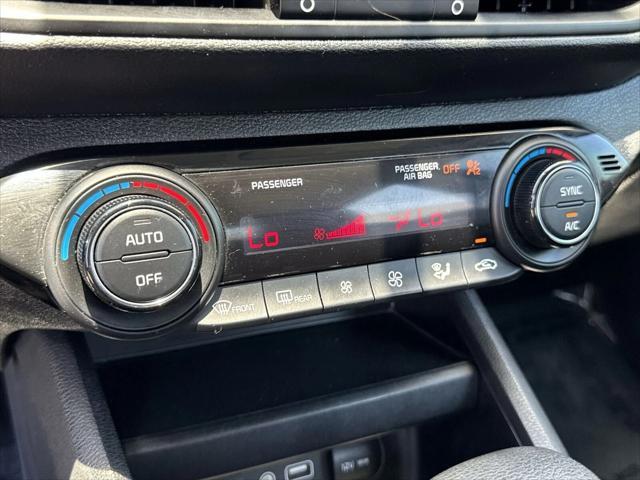 PASSENGER
PASSENGER OFF
AIR BAG
Lo
Lo
AUTO
OFF
SYNC
A/C
FRONT
REAR